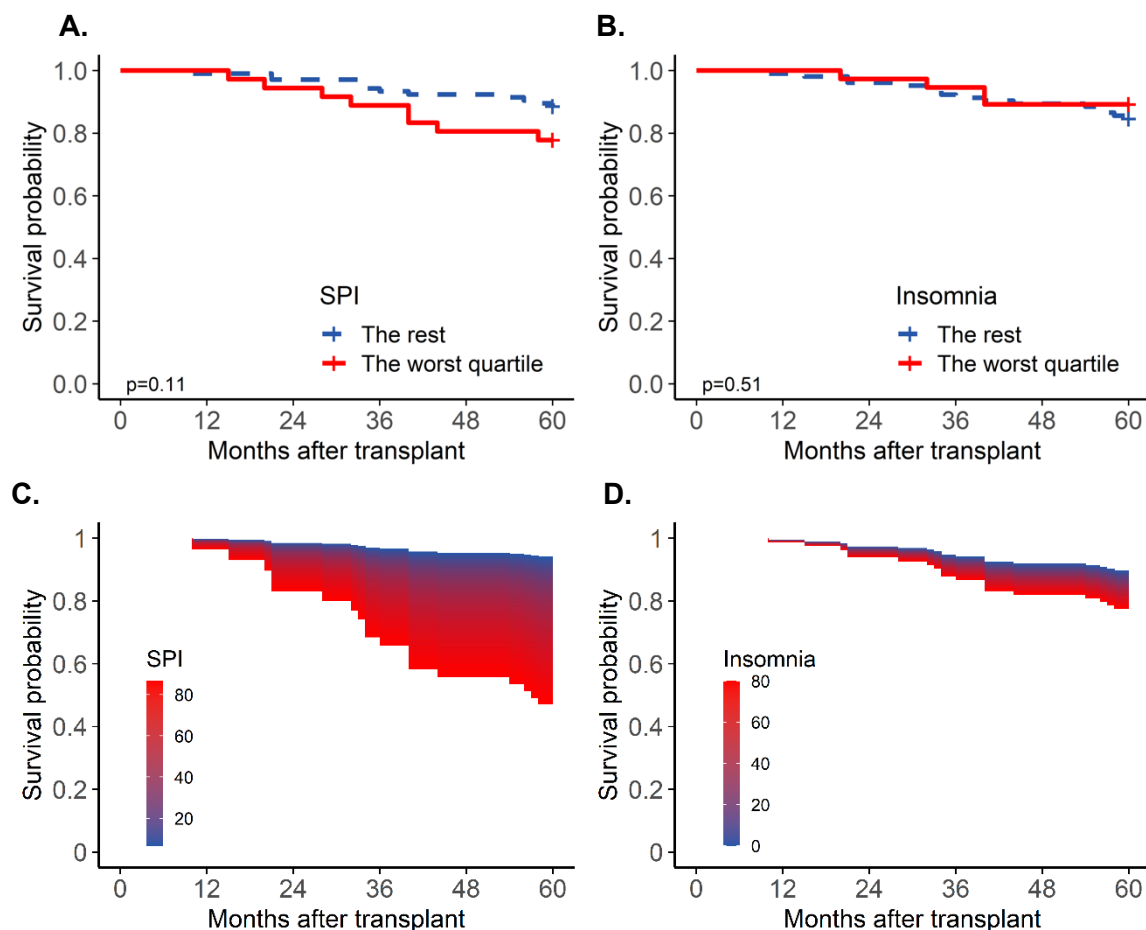 A.
Survival probability
1.0
0.8
0.6
0.4
0.2
0.0
SPI
The rest
The worst quartile
p=0.11
0 12 24 36 48 60
Months after transplant
B.
Survival probability
1.0
0.8
0.6
0.4
0.2
0.0
Insomnia
The rest
The worst quartile
p=0.51
0 12 24 36 48 60
Months after transplant
C.
Survival probability
1
0.8
0.6
0.4
0.2
0
SPI
80
60
40
20
0 12 24 36 48 60
Months after transplant
D.
Survival probability
1
0.8
0.6
0.4
0.2
0
Insomnia
80
60
40
20
0
0 12 24 36 48 60
Months after transplant